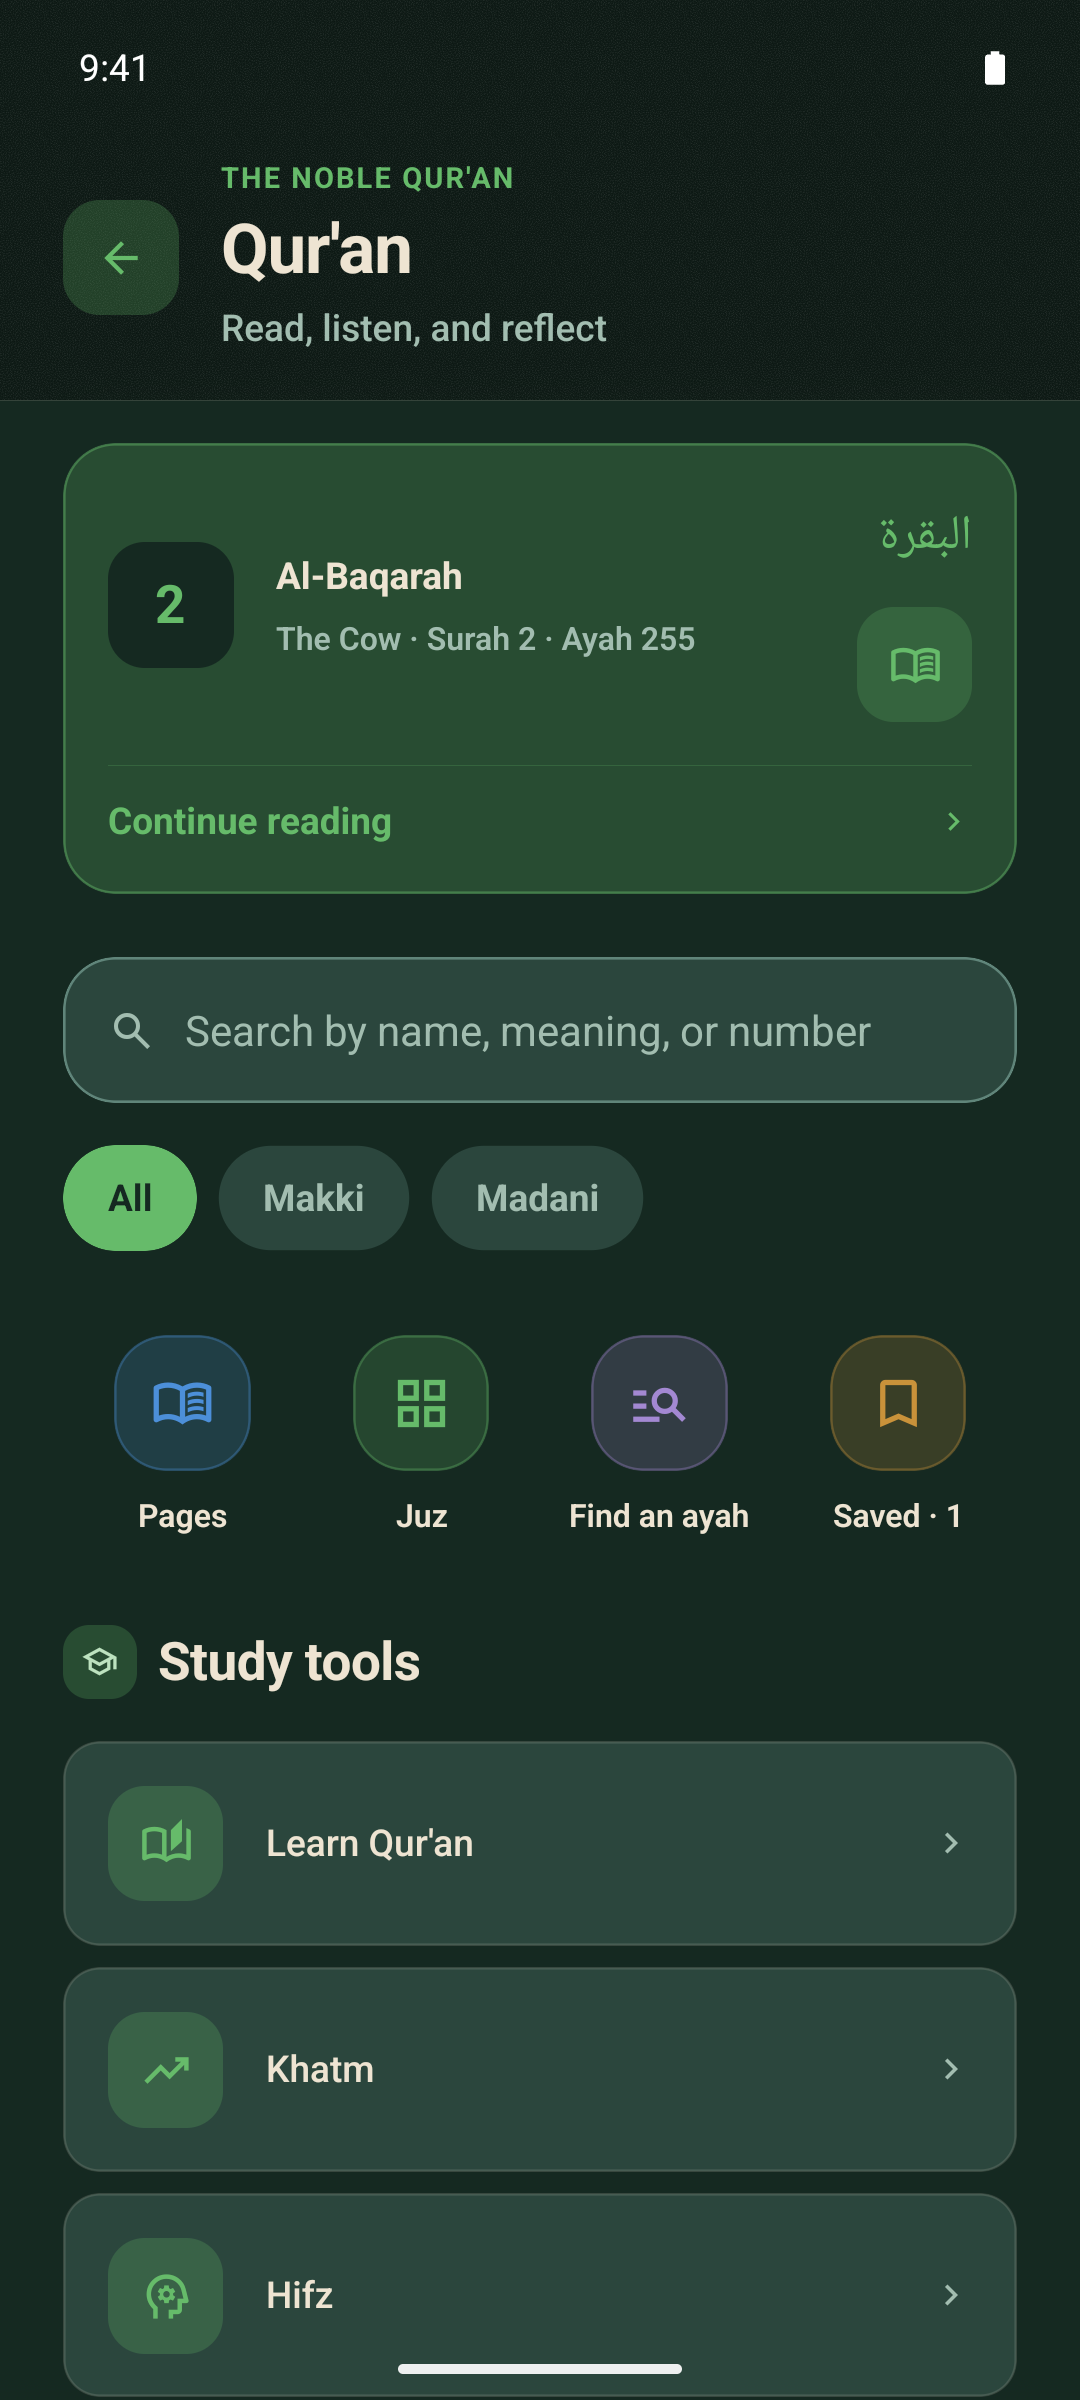 9:41
THE NOBLE QUR'AN
Qur'an
Read, listen, and reflect
البقرة
2
Al-Baqarah
The Cow · Surah 2 · Ayah 255
Continue reading
Search by name, meaning, or number
All
Makki
Madani
Pages
Juz
Find an ayah
Saved · 1
Study tools
Learn Qur'an
Khatm
Hifz